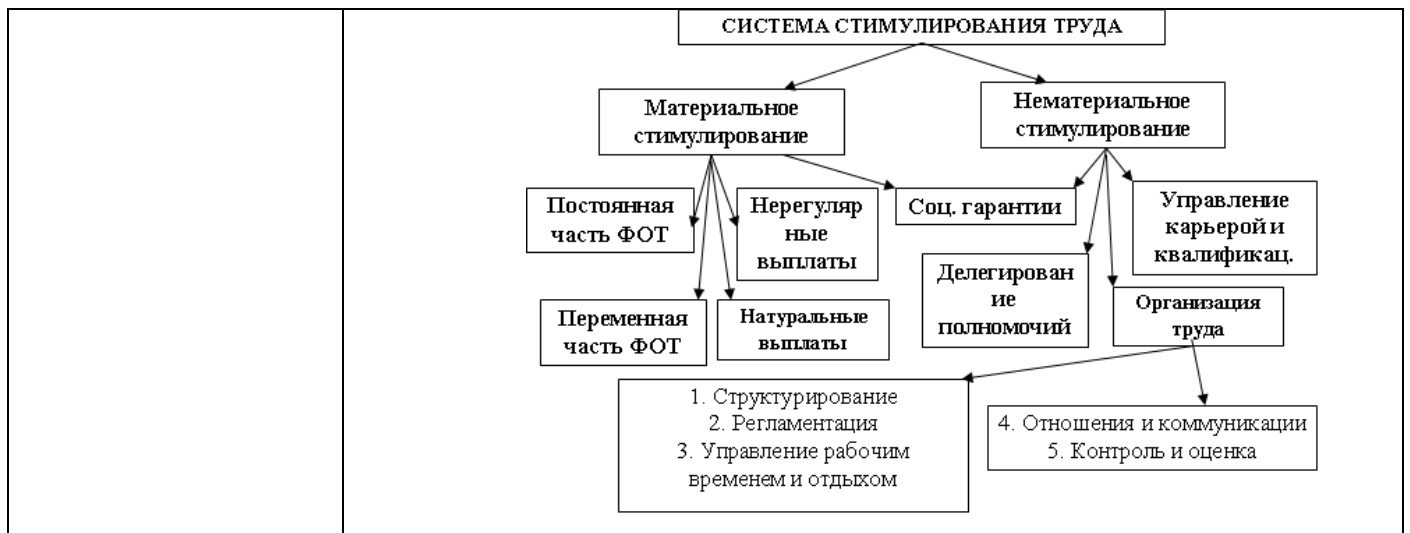 СИСТЕМА СТИМУЛИРОВАНИЯ ТРУДА
Материальное
стимулирование
Нематериальное
стимулирование
Постоянная
часть ФОТ
Нерегуляр
ные
выплаты
Соц. гарантии
Управление
карьерой и
квалификац.
Делегирован
ие
полномочий
Переменная
часть ФОТ
Натуральные
выплаты
Организация
труда
1. Структурирование
2. Регламентация
3. Управление рабочим
временем и отдыхом
4. Отношения и коммуникации
5. Контроль и оценка